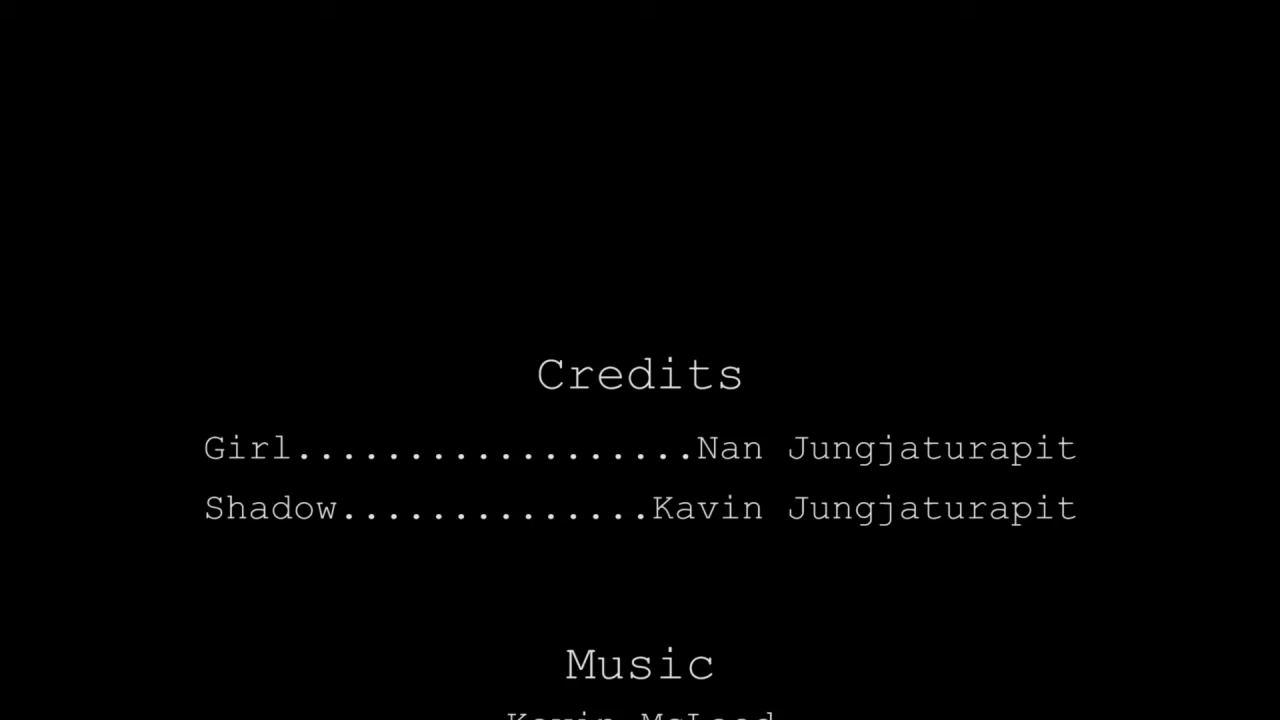 Credits
Girl..................Nan Jungjaturapit
Shadow..............Kavin Jungjaturapit
Music